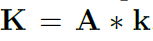 K = A * k